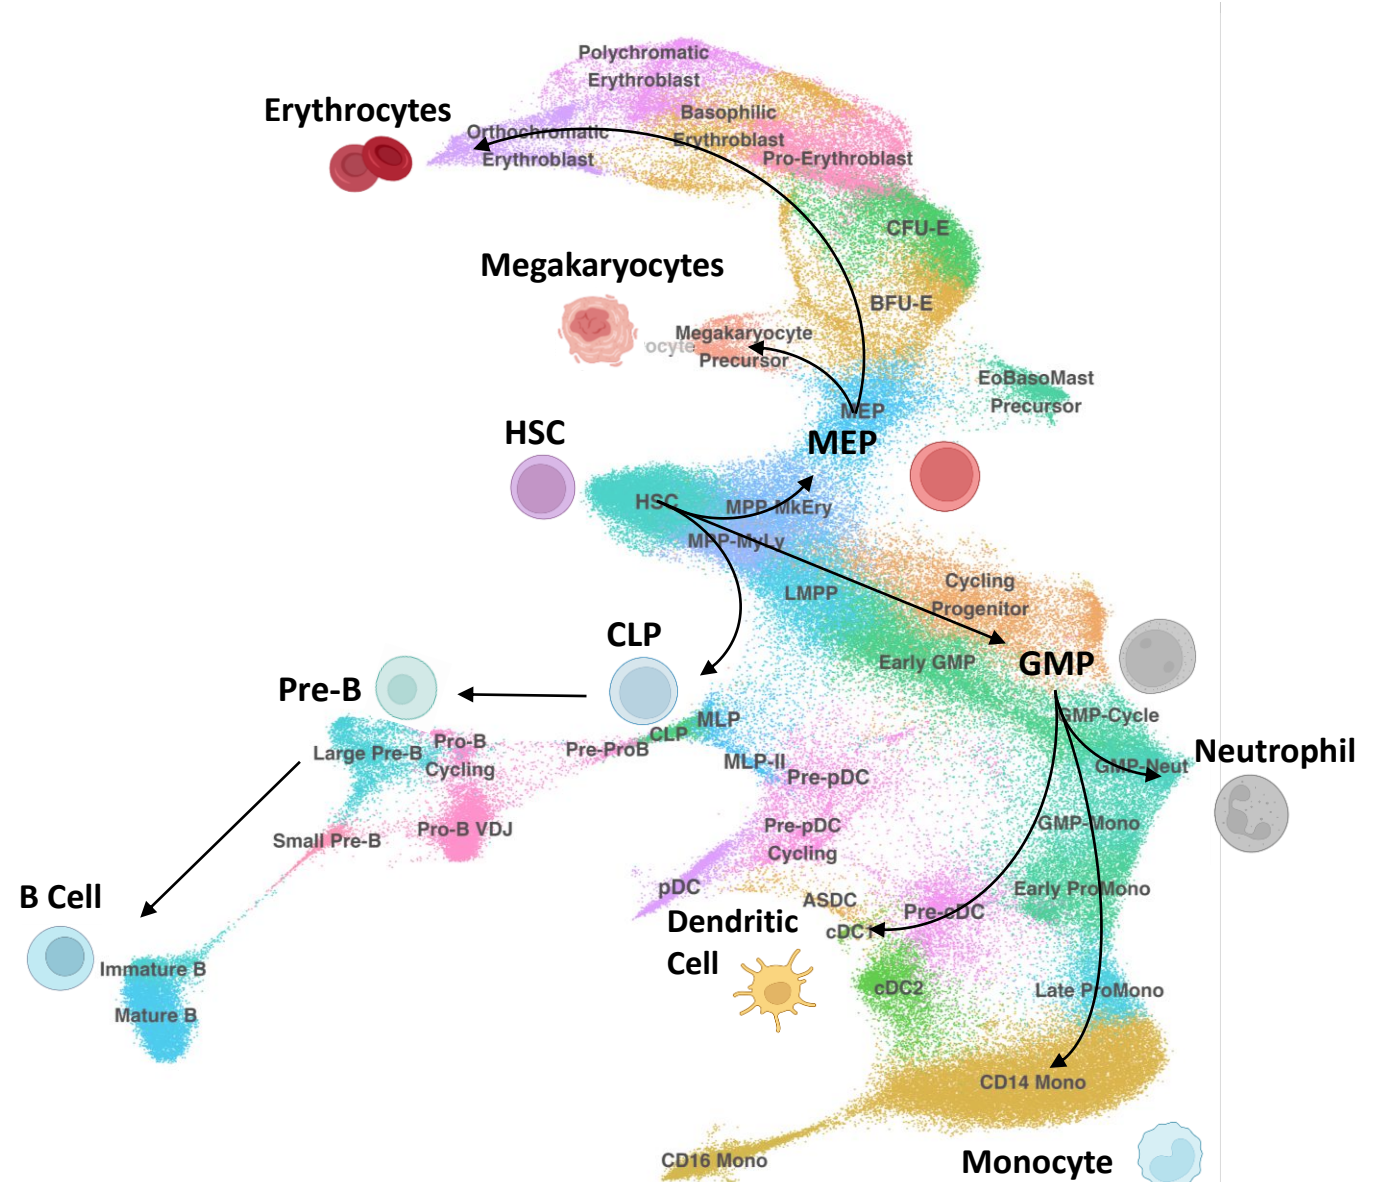 Polychromatic
Erythroblast
Erythrocytes
Basophilic
Erythroblast
Orthochromatic
Erythroblast
Pro-Erythroblast
CFU-E
Megakaryocytes
BFU-E
ocyte
Megakaryocyte
Precursor
EoBasoMast
Precursor
MEP
MEP
HSC
HSC
MPP-MkEry
MPP-MyLy
LMPP
Cycling
Progenitor
CLP
Early GMP
GMP
Pre-B
GMP-Cycle
MLP
CLP
Pre-ProB
Pro-B
Cycling
Large Pre-B
MLP-II
Pre-pDC
GMP-Neut
Neutrophil
Small Pre-B
Pro-B VDJ
Pre-pDC
Cycling
GMP-Mono
pDC
ASDC
Early ProMono
B Cell
Dendritic
Cell
Pre-cDC
cDC1
Immature B
Mature B
cDC2
Late ProMono
CD14 Mono
CD16 Mono
Monocyte